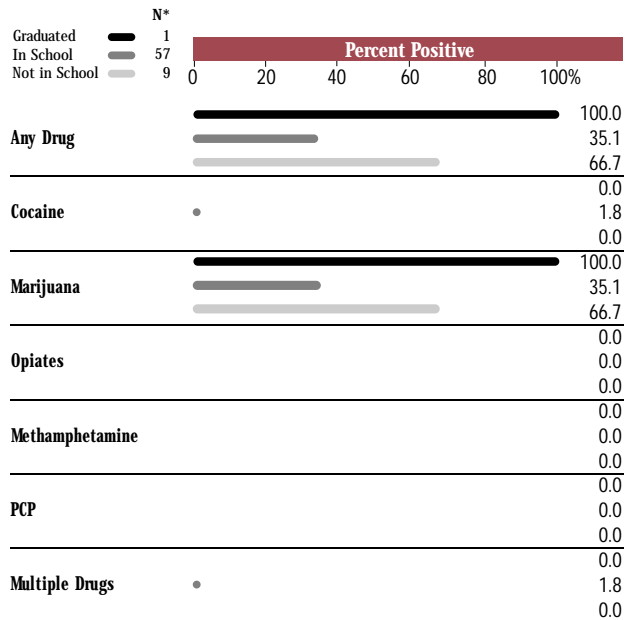 N*
Graduated 1
In School 57
Not in School 9
Percent Positive
0 20 40 60 80 100%
100.0
Any Drug 35.1
66.7
0.0
Cocaine 1.8
0.0
100.0
Marijuana 35.1
66.7
0.0
Opiates 0.0
0.0
0.0
Methamphetamine 0.0
0.0
0.0
PCP 0.0
0.0
0.0
Multiple Drugs 1.8
0.0